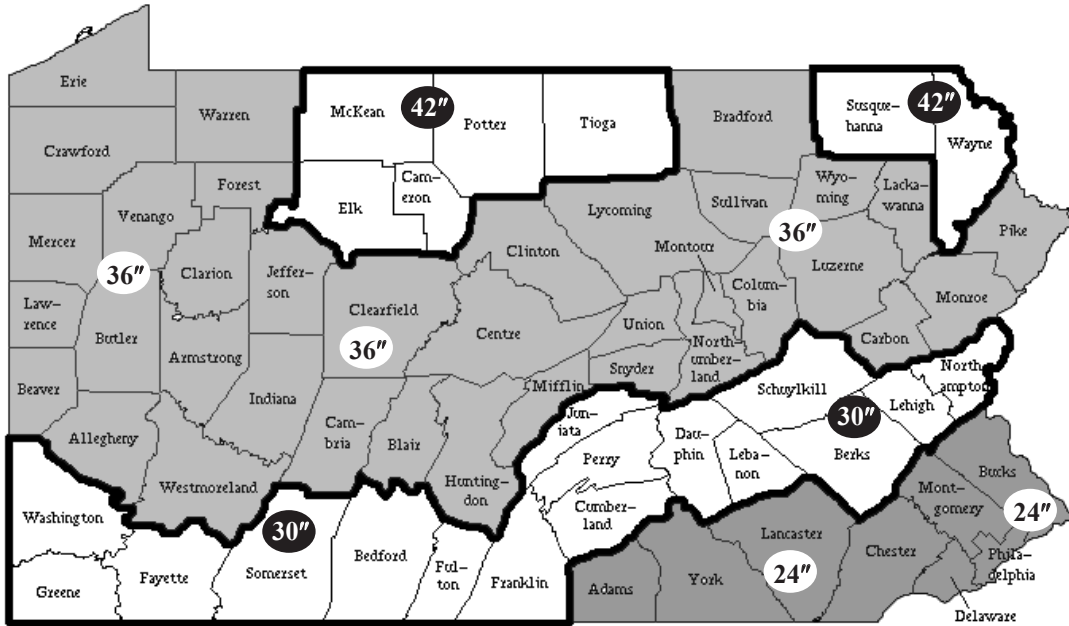 Erie
Crawford
Warren
McKean
42″
Potter
Tioga
Bradford
Susque-
hanna
42″
Wayne
Forest
Venango
Elk
Cam-
eron
Lycoming
Sullivan
Wyo-
ming
Lacka-
wanna
Mercer
36″
Clarion
Jeffer-
son
Clinton
Montour
36″
Luzerne
Pike
Law-
rence
Butler
Clearfield
36″
Centre
Union
Colum-
bia
Monroe
Carbon
Armstrong
Beaver
Indiana
Snyder
North-
umber-
land
Mifflin
Schuylkill
North
ampton
Lehigh
Allegheny
Cam-
bria
Blair
Jun-
iata
Dau-
phin
Leba-
non
30″
Berks
Perry
Westmoreland
Hunting-
don
Cumber-
land
Bucks
Mont-
gomery
24″
Washington
30″
Bedford
Lancaster
24″
Chester
Phila-
delphia
Greene
Fayette
Somerset
Ful-
ton
Franklin
Adams
York
Delaware